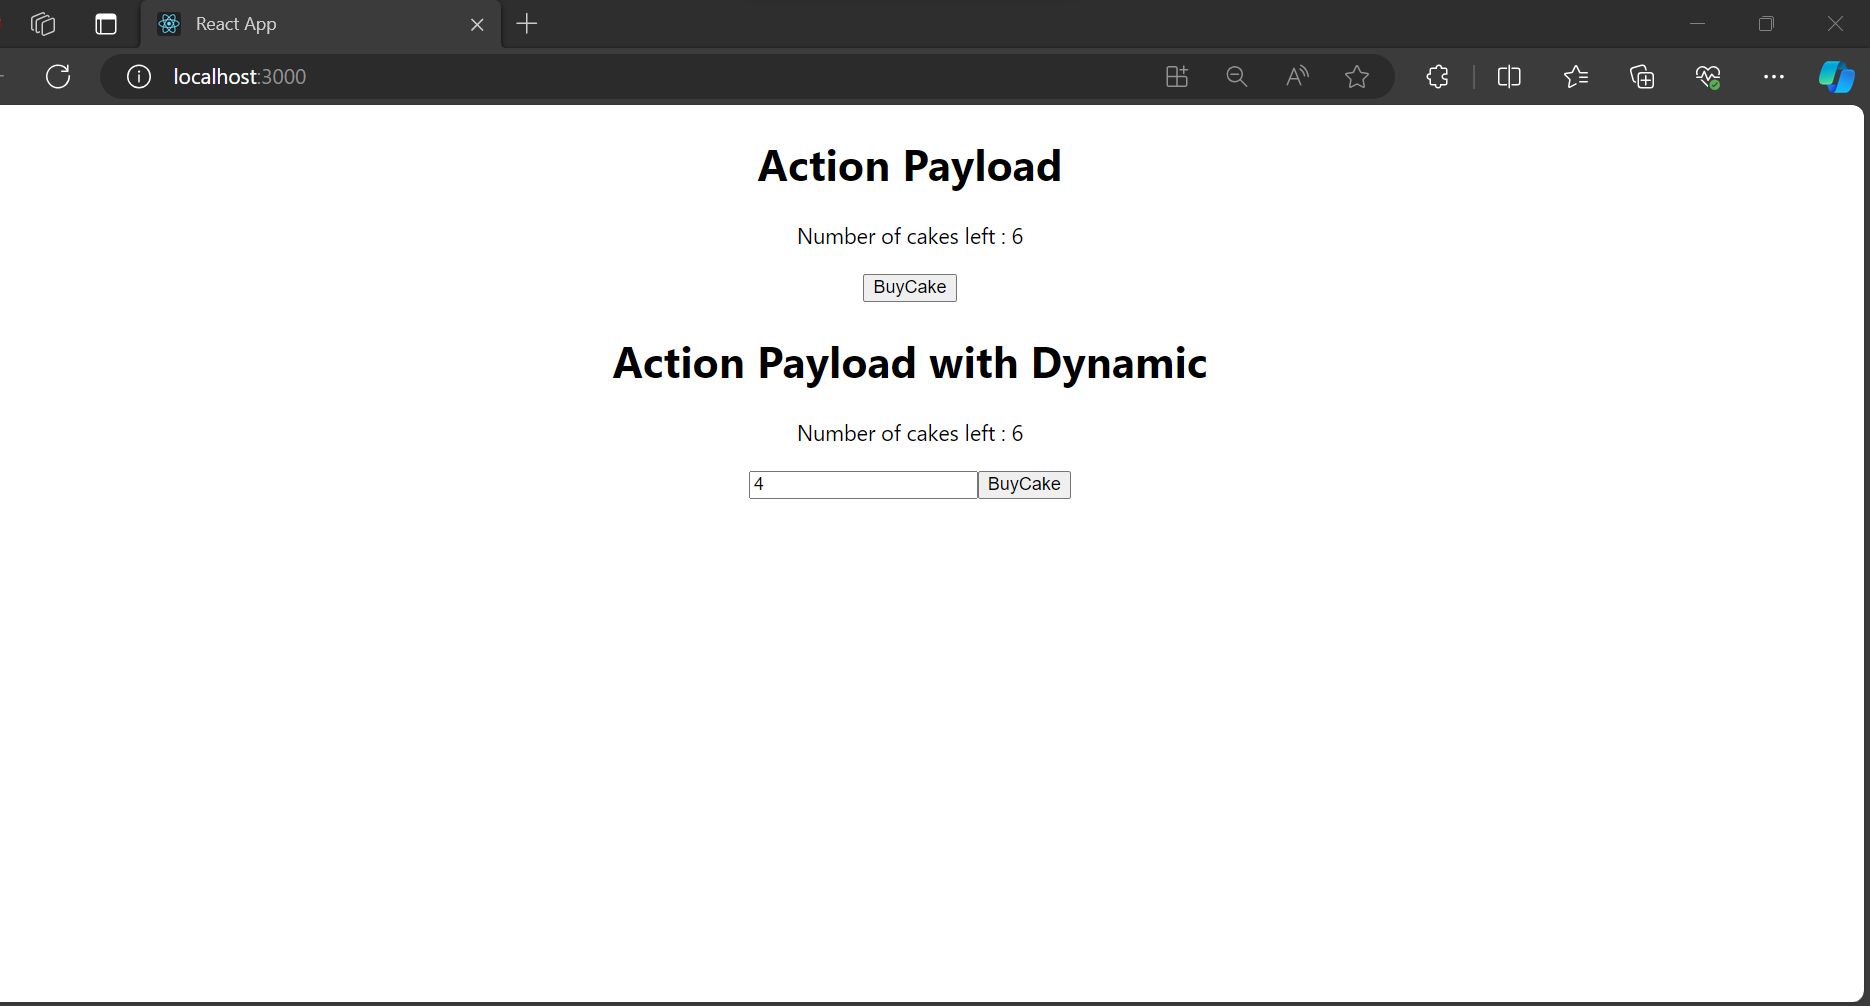 React App
localhost:3000
Action Payload
Number of cakes left : 6
BuyCake
Action Payload with Dynamic
Number of cakes left : 6
4 BuyCake